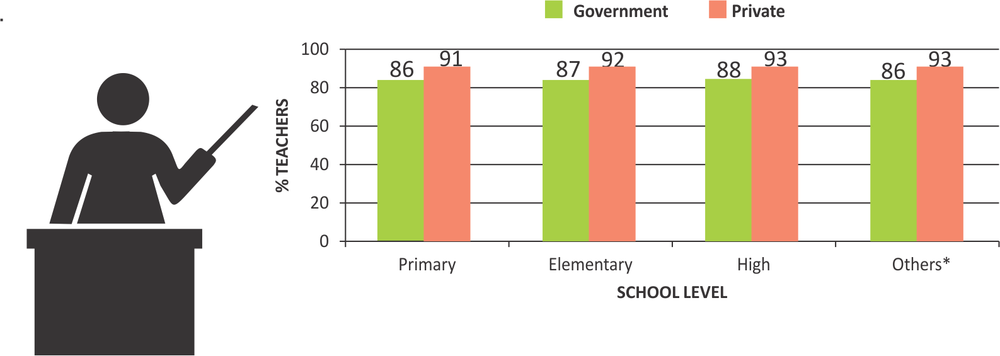 Government Private
.
100
80
60
40
20
0
% TEACHERS
86 91 87 92 88 93 86 93
Primary Elementary High Others*
SCHOOL LEVEL